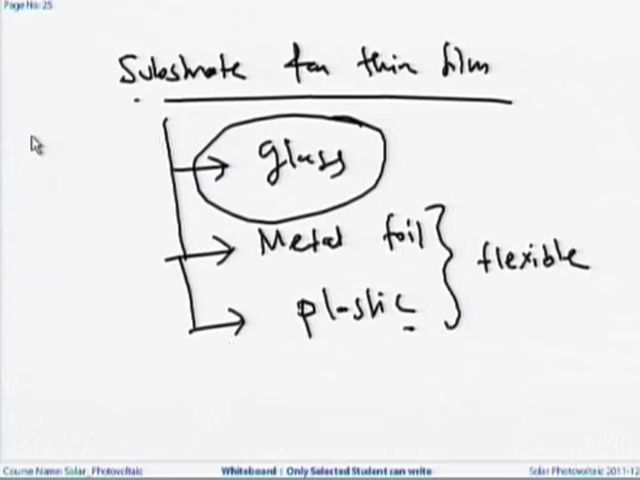 Page No: 25
Substrate for thin film
glass
Metal foil
flexible
plastic
Course Name: Solar_Photovoltaic
Whiteboard : Only Selected Student can write
Solar Photovoltaic 2011-12